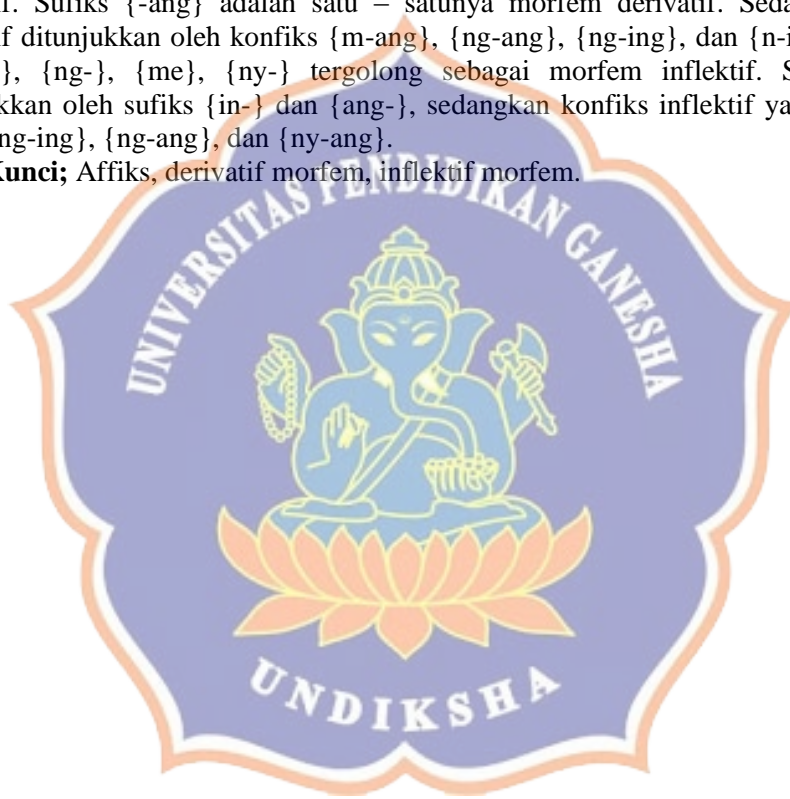 if. Sufiks {-ang} adalah satu – satunya morfem derivatif. Seda
if ditunjukkan oleh konfiks {m-ang}, {ng-ang}, {ng-ing}, dan {n-i
}, {ng-}, {me}, {ny-} tergolong sebagai morfem inflektif. S
kkan oleh sufiks {in-} dan {ang-}, sedangkan konfiks inflektif ya
ng-ing}, {ng-ang}, dan {ny-ang}.
Kunci; Affiks, derivatif morfem, inflektif morfem.
UNIVERSITAS PENDIDIKAN GANESHA
UNDIKSHA